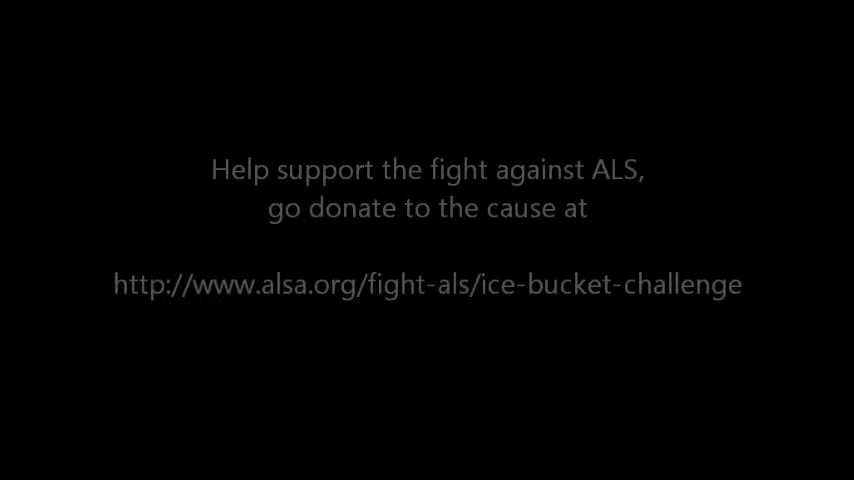 Help support the fight against ALS,
go donate to the cause at
http://www.alsa.org/fight-als/ice-bucket-challenge